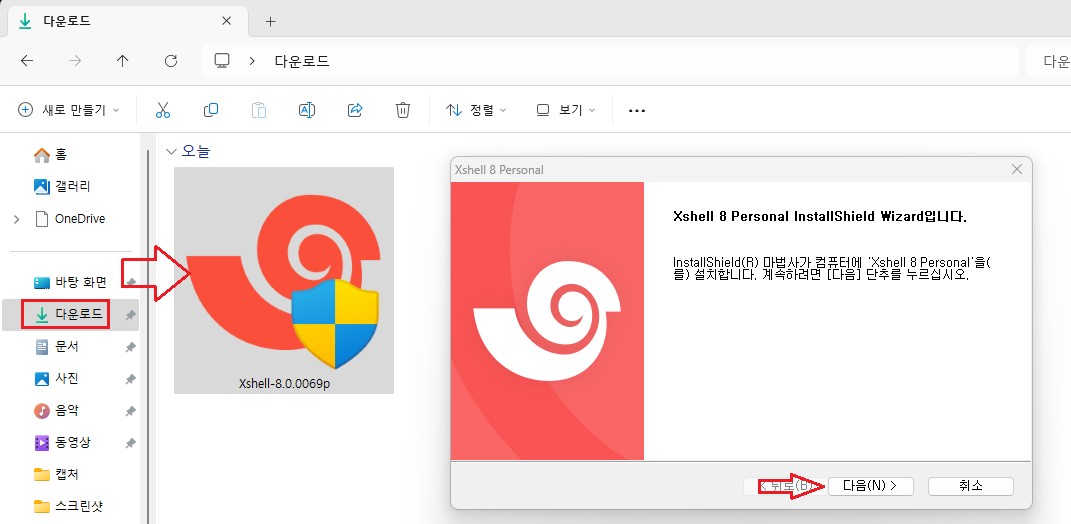 다운로드
다운로드
다운
새로 만들기
정렬
보기
홈
갤러리
OneDrive
바탕 화면
다운로드
문서
사진
음악
동영상
캡처
스크린샷
오늘
Xshell-8.0.0069p
Xshell 8 Personal
Xshell 8 Personal InstallShield Wizard입니다.
InstallShield(R) 마법사가 컴퓨터에 'Xshell 8 Personal'을(
를) 설치합니다. 계속하려면 [다음] 단추를 누르십시오.
< 뒤로(B)
다음(N) >
취소